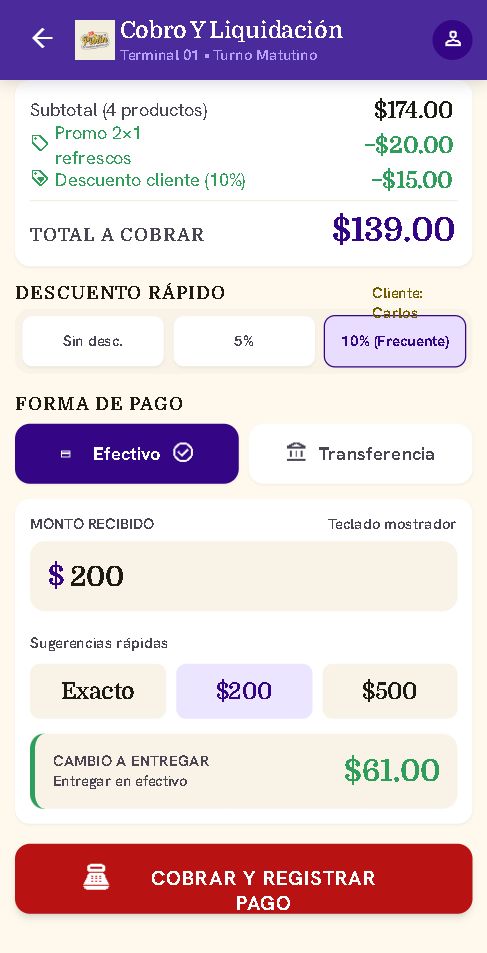 Cobro Y Liquidación
Terminal 01 • Turno Matutino
Subtotal (4 productos) $174.00
Promo 2×1
refrescos -$20.00
Descuento cliente (10%) -$15.00
TOTAL A COBRAR $139.00
DESCUENTO RÁPIDO Cliente:
Carlos
Sin desc. 5% 10% (Frecuente)
FORMA DE PAGO
Efectivo Transferencia
MONTO RECIBIDO Teclado mostrador
$ 200
Sugerencias rápidas
Exacto $200 $500
CAMBIO A ENTREGAR
Entregar en efectivo $61.00
COBRAR Y REGISTRAR
PAGO